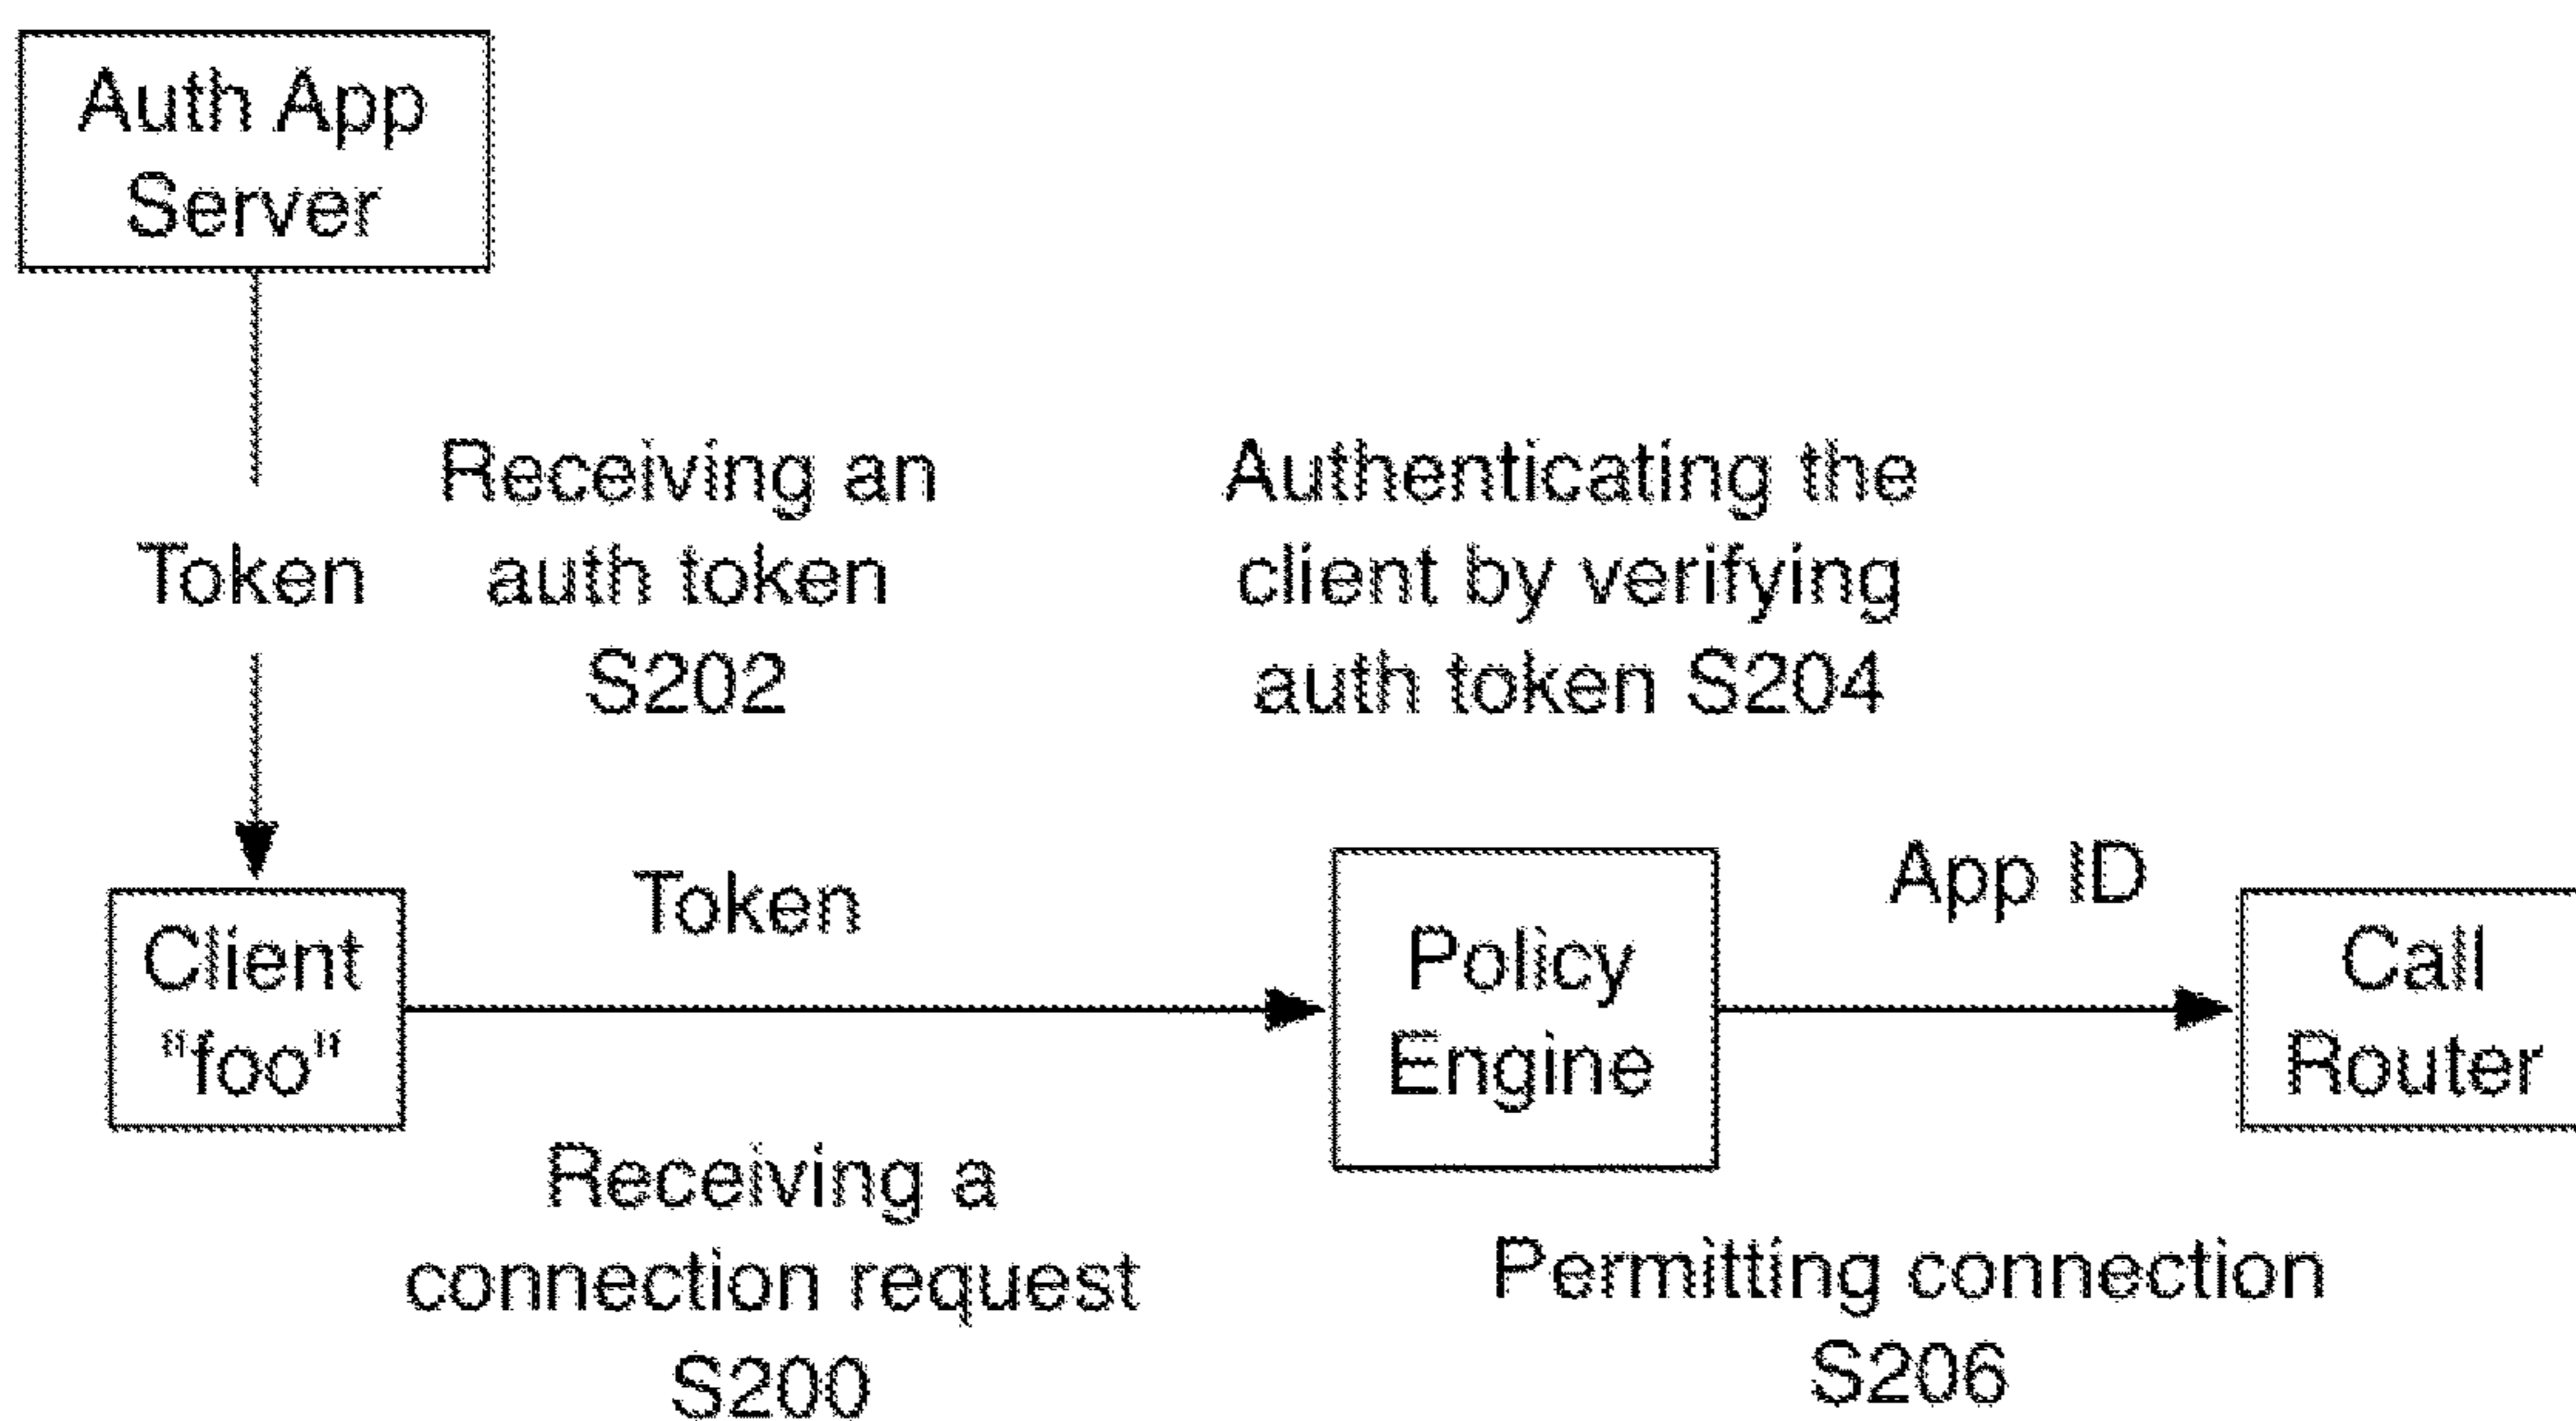 Auth App
Server
Token
Receiving an
auth token
S202
Authenticating the
client by verifying
auth token S204
Client
"foo"
Token
Receiving a
connection request
S200
Policy
Engine
App ID
Permitting connection
S206
Call
Router